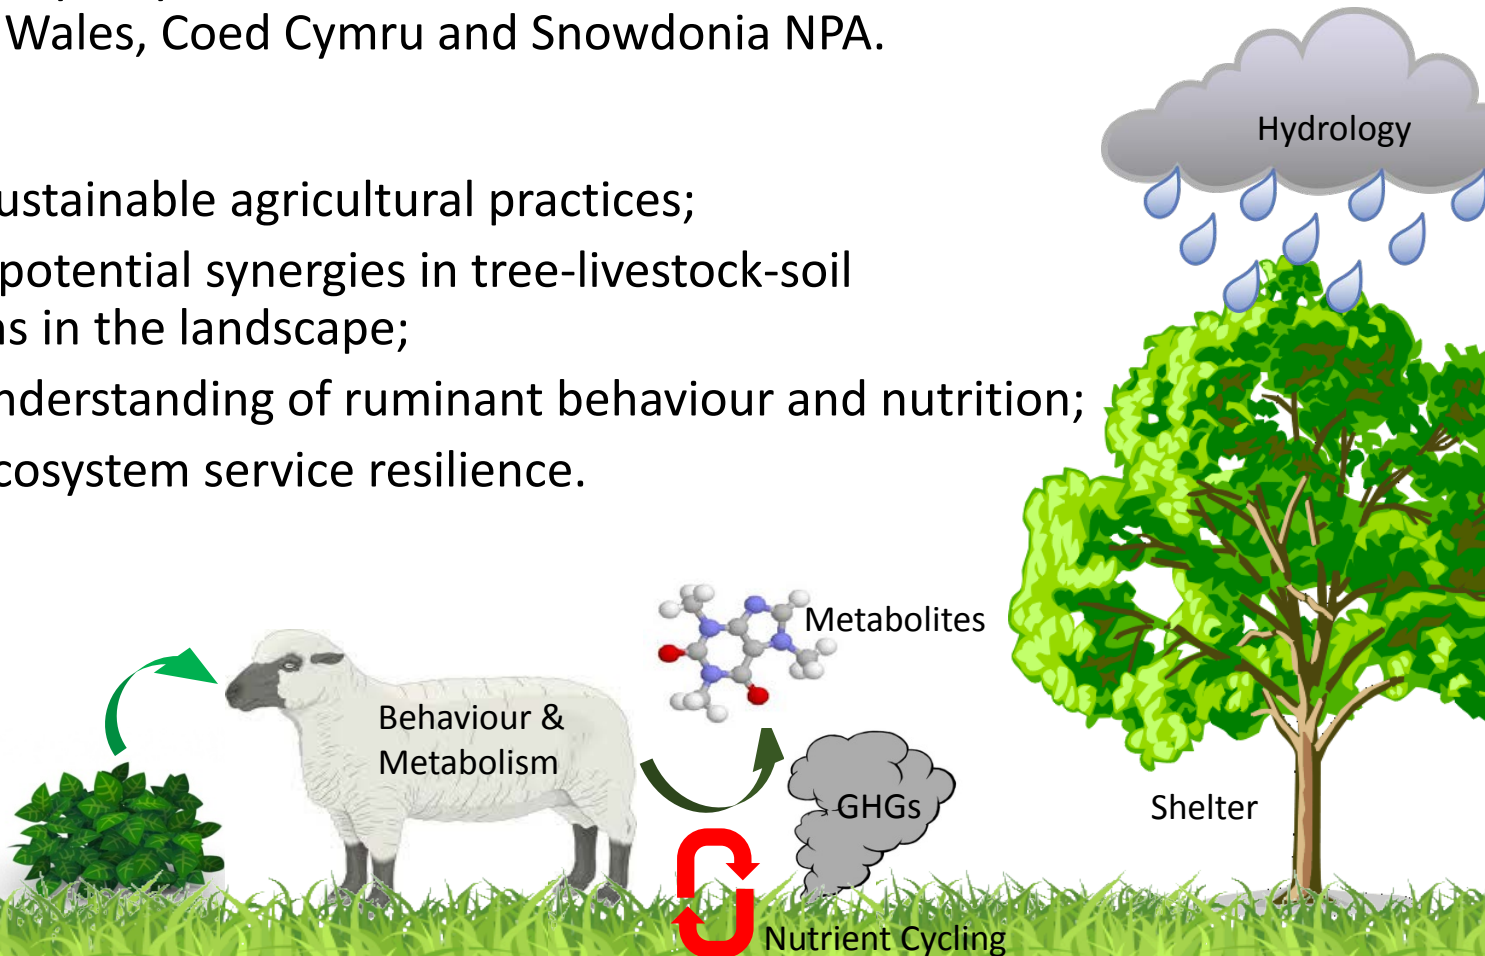 Wales, Coed Cymru and Snowdonia NPA.
Hydrology
ustainable agricultural practices;
potential synergies in tree-livestock-soil
ns in the landscape;
nderstanding of ruminant behaviour and nutrition;
cosystem service resilience.
Metabolites
Behaviour &
Metabolism
GHGs
Shelter
Nutrient Cycling